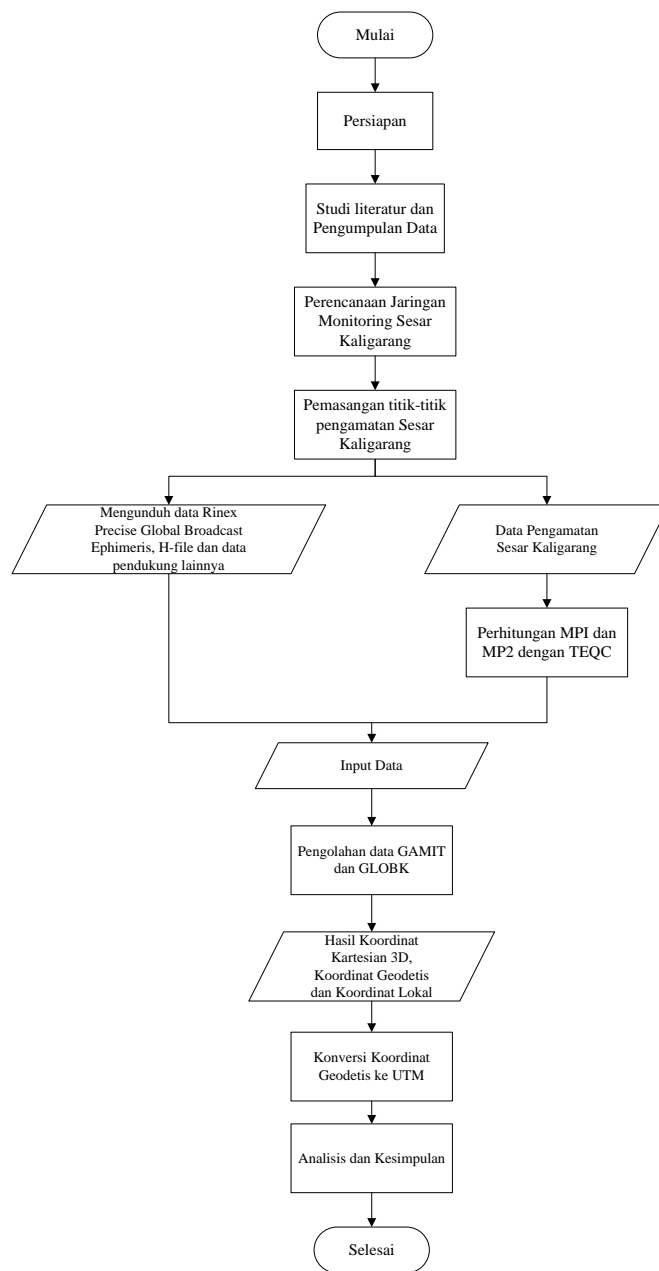 Mulai
Persiapan
Studi literatur dan
Pengumpulan Data
Perencanaan Jaringan
Monitoring Sesar
Kaligarang
Pemasangan titik-titik
pengamatan Sesar
Kaligarang
Mengunduh data Rinex
Precise Global Broadcast
Ephimeris, H-file dan data
pendukung lainnya
Data Pengamatan
Sesar Kaligarang
Perhitungan MPI dan
MP2 dengan TEQC
Input Data
Pengolahan data GAMIT
dan GLOBK
Hasil Koordinat
Kartesian 3D,
Koordinat Geodetis
dan Koordinat Lokal
Konversi Koordinat
Geodetis ke UTM
Analisis dan Kesimpulan
Selesai